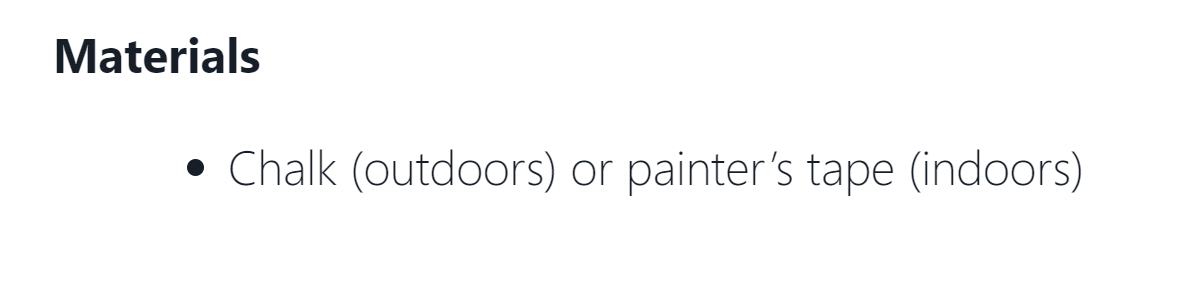 Materials
• Chalk (outdoors) or painter’s tape (indoors)